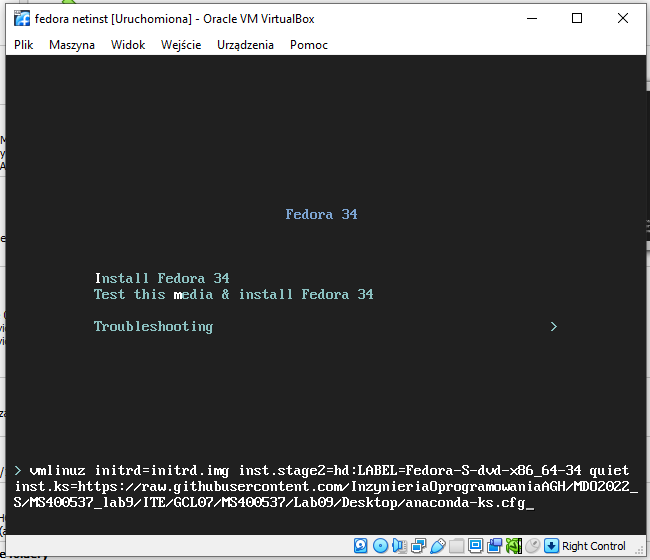 fedora netinst [Uruchomiona] - Oracle VM VirtualBox
Plik Maszyna Widok Wejście Urządzenia Pomoc
Fedora 34
Install Fedora 34
Test this media & install Fedora 34
Troubleshooting >
> vmlinuz initrd=initrd.img inst.stage2=hd:LABEL=Fedora-S-dvd-x86_64-34 quiet
inst.ks=https://raw.githubusercontent.com/InzynieriaOprogramowaniaAGH/MDO2022_
S/MS400537_lab9/ITE/GCL07/MS400537/Lab09/Desktop/anaconda-ks.cfg_
Right Control